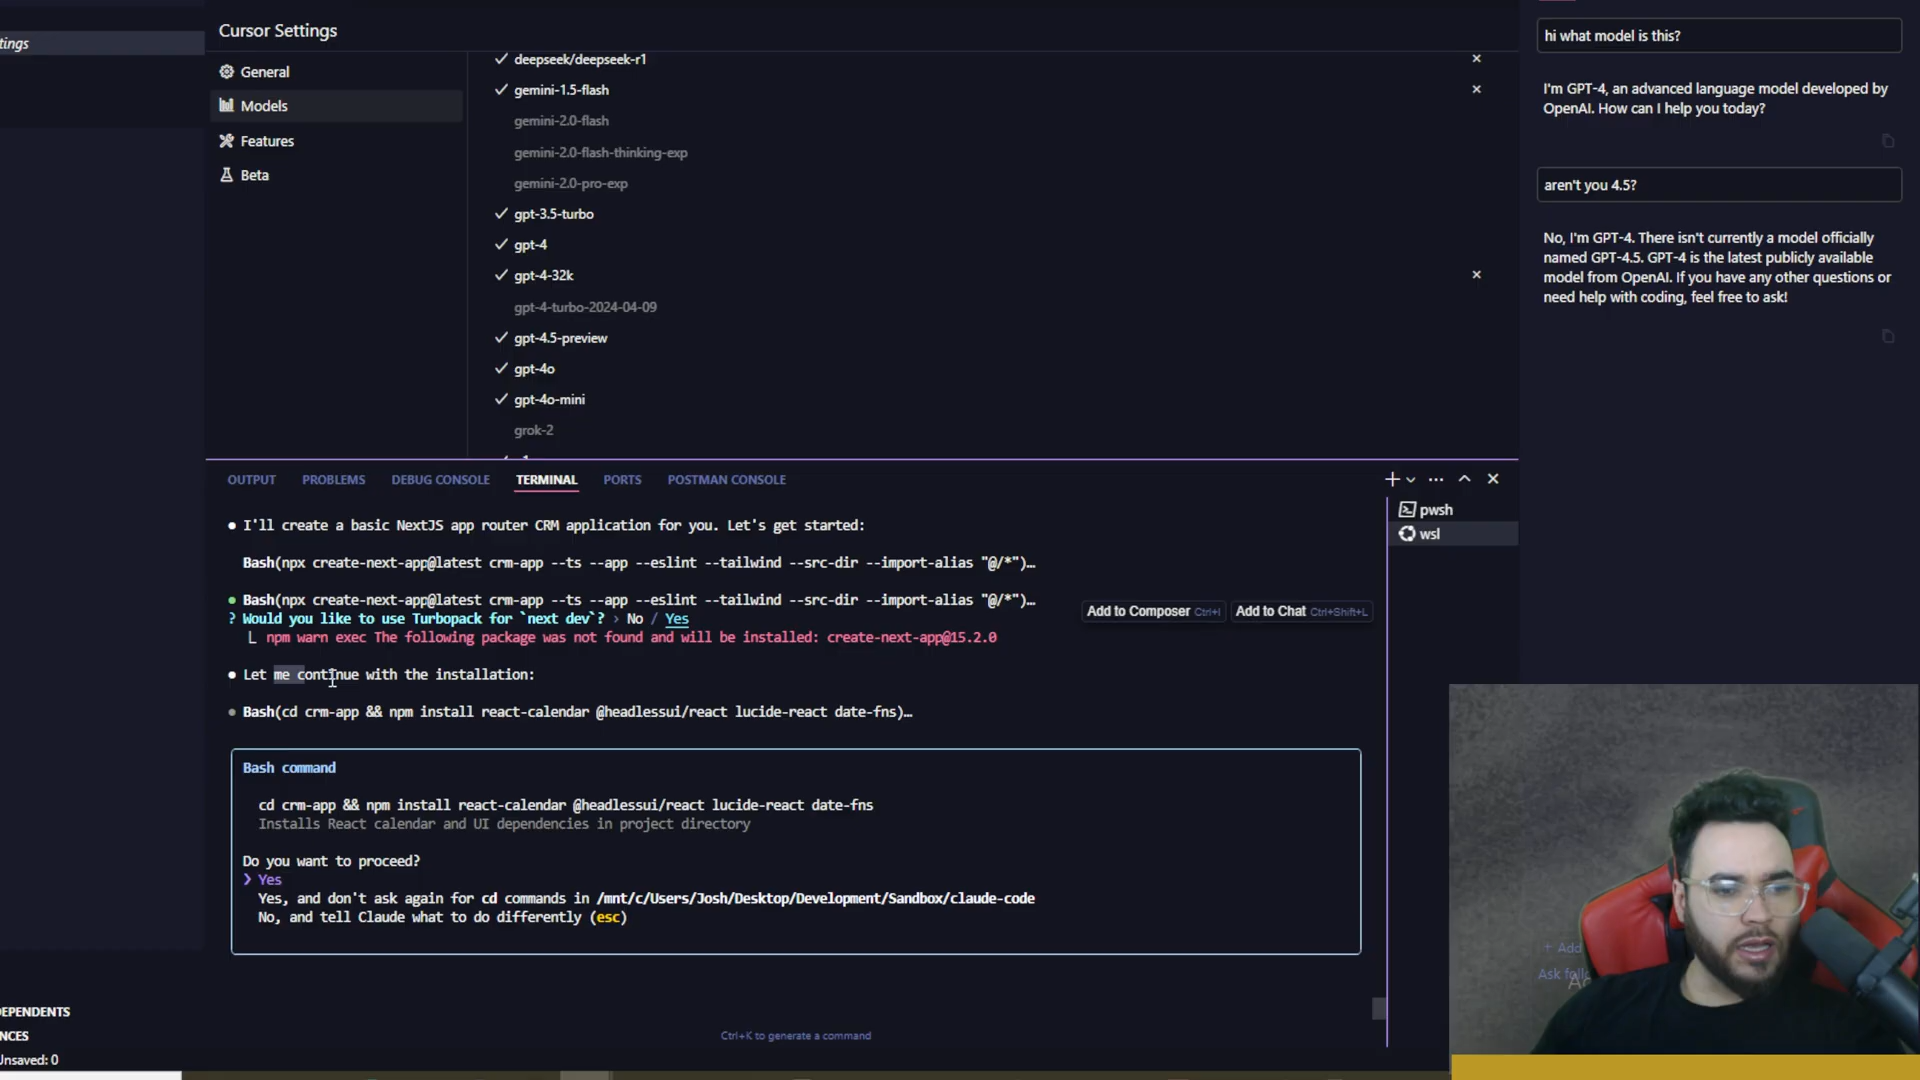 tings
Cursor Settings
General
Models
Features
Beta
deepseek/deepseek-r1
gemini-1.5-flash
gemini-2.0-flash
gemini-2.0-flash-thinking-exp
gemini-2.0-pro-exp
gpt-3.5-turbo
gpt-4
gpt-4-32k
gpt-4-turbo-2024-04-09
gpt-4.5-preview
gpt-4o
gpt-4o-mini
grok-2
hi what model is this?
I'm GPT-4, an advanced language model developed by
OpenAI. How can I help you today?
aren't you 4.5?
No, I'm GPT-4. There isn't currently a model officially
named GPT-4.5. GPT-4 is the latest publicly available
model from OpenAI. If you have any other questions or
need help with coding, feel free to ask!
OUTPUT PROBLEMS DEBUG CONSOLE TERMINAL PORTS POSTMAN CONSOLE
pwsh
wsl
I'll create a basic NextJS app router CRM application for you. Let's get started:
Bash(npx create-next-app@latest crm-app --ts --app --eslint --tailwind --src-dir --import-alias "@/*")…
Bash(npx create-next-app@latest crm-app --ts --app --eslint --tailwind --src-dir --import-alias "@/*")…
Add to Composer Ctrl+I Add to Chat Ctrl+Shift+L
? Would you like to use Turbopack for `next dev`? › No / Yes
npm warn exec The following package was not found and will be installed: create-next-app@15.2.0
Let me continue with the installation:
Bash(cd crm-app && npm install react-calendar @headlessui/react lucide-react date-fns)…
Bash command
cd crm-app && npm install react-calendar @headlessui/react lucide-react date-fns
Installs React calendar and UI dependencies in project directory
Do you want to proceed?
❯ Yes
Yes, and don't ask again for cd commands in /mnt/c/Users/Josh/Desktop/Development/Sandbox/claude-code
No, and tell Claude what to do differently (esc)
+ Add
Ask foll
EPENDENTS
NCES
Unsaved: 0
Ctrl+K to generate a command